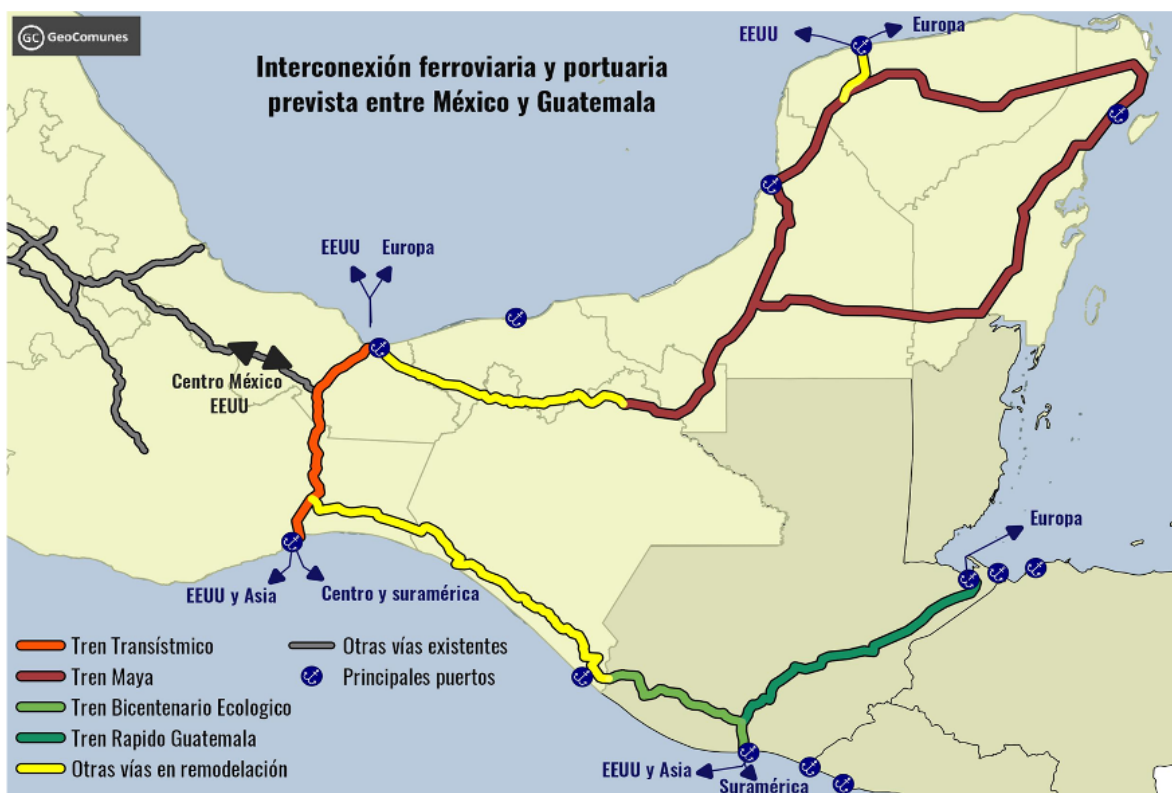 GC GeoComunes
Interconexión ferroviaria y portuaria
prevista entre México y Guatemala
EEUU
Europa
EEUU
Europa
Centro México
EEUU
Europa
EEUU y Asia
Centro y suramérica
Tren Transístmico
Tren Maya
Tren Bicentenario Ecologico
Tren Rapido Guatemala
Otras vías en remodelación
Otras vías existentes
Principales puertos
EEUU y Asia
Suramérica